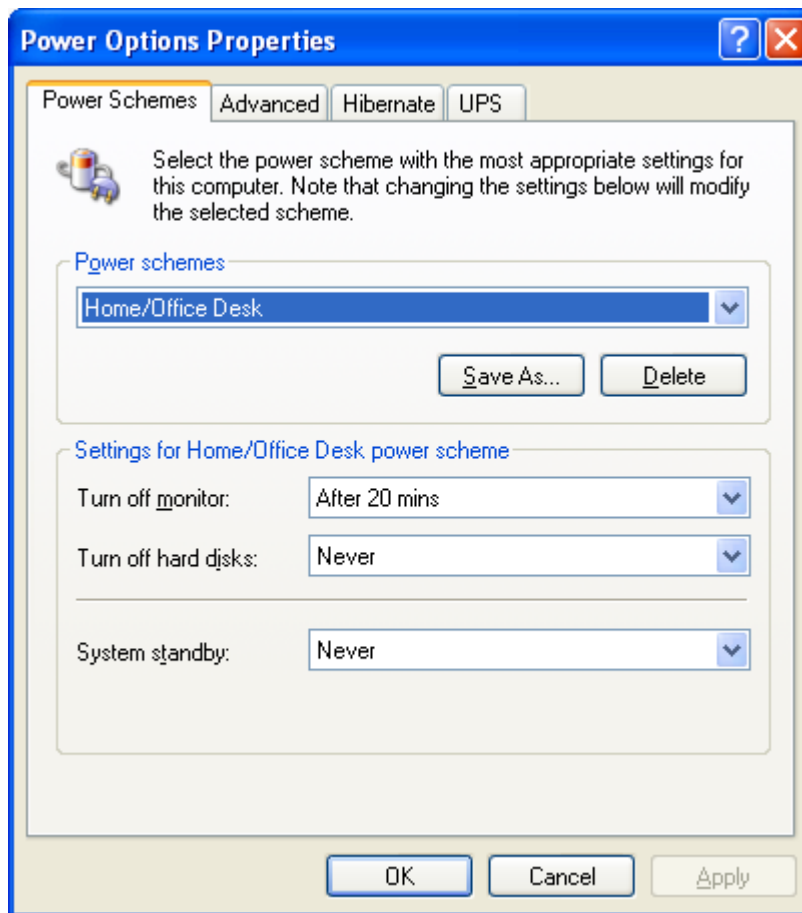 Power Options Properties
Power Schemes Advanced Hibernate UPS
Select the power scheme with the most appropriate settings for
this computer. Note that changing the settings below will modify
the selected scheme.
Power schemes
Home/Office Desk
Save As... Delete
Settings for Home/Office Desk power scheme
Turn off monitor: After 20 mins
Turn off hard disks: Never
System standby: Never
OK Cancel Apply